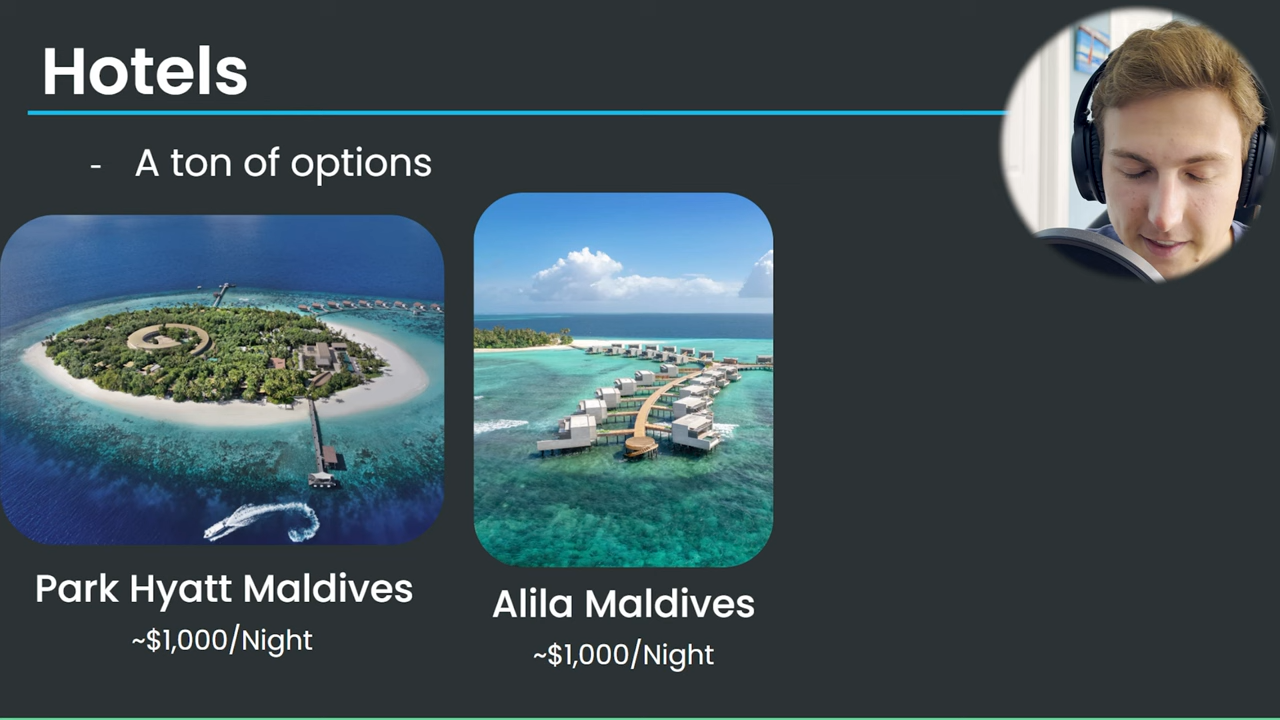 Hotels
- A ton of options
Park Hyatt Maldives
~$1,000/Night
Alila Maldives
~$1,000/Night